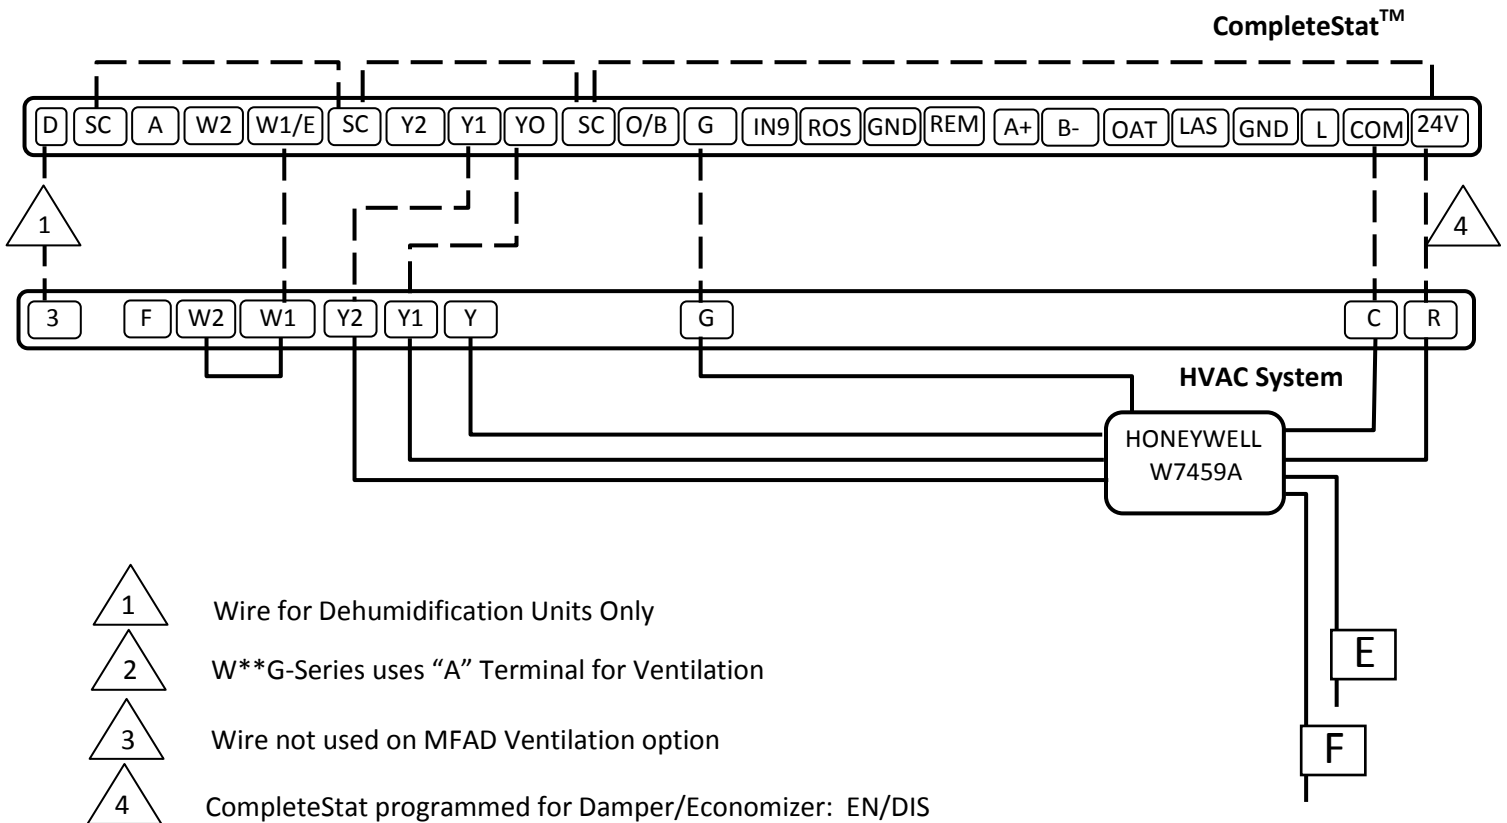 CompleteStat™
D SC A W2 W1/E SC Y2 Y1 YO SC O/B G IN9 ROS GND REM A+ B- OAT LAS GND L COM 24V
1
4
3 F W2 W1 Y2 Y1 Y G C R
HVAC System
HONEYWELL
W7459A
1 Wire for Dehumidification Units Only
E
2 W**G-Series uses “A” Terminal for Ventilation
3 Wire not used on MFAD Ventilation option
F
4 CompleteStat programmed for Damper/Economizer: EN/DIS